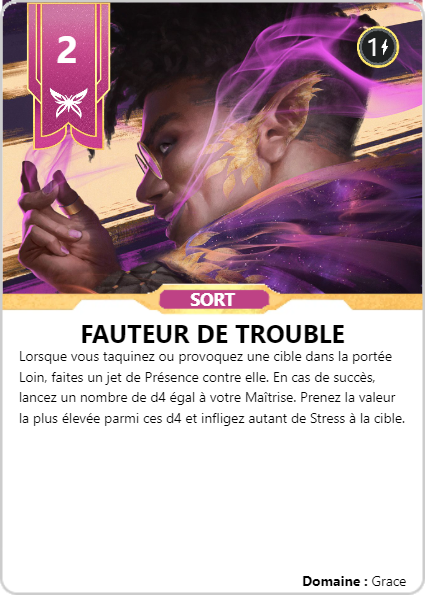 2
1
SORT
FAUTEUR DE TROUBLE
Lorsque vous taquinez ou provoquez une cible dans la portée
Loin, faites un jet de Présence contre elle. En cas de succès,
lancez un nombre de d4 égal à votre Maîtrise. Prenez la valeur
la plus élevée parmi ces d4 et infligez autant de Stress à la cible.
Domaine : Grace